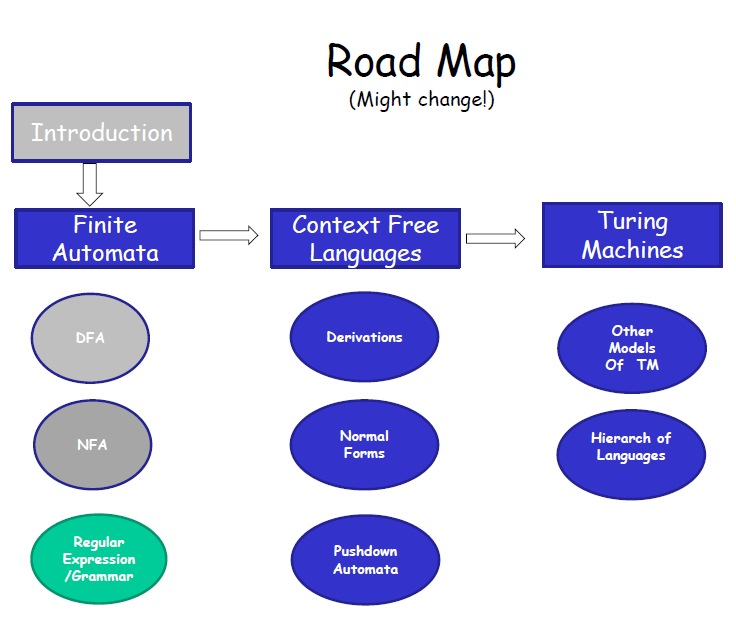 Road Map
(Might change!)
Introduction
Finite
Automata
Context Free
Languages
Turing
Machines
DFA
NFA
Regular
Expression
/Grammar
Derivations
Normal
Forms
Pushdown
Automata
Other
Models
Of TM
Hierarch of
Languages